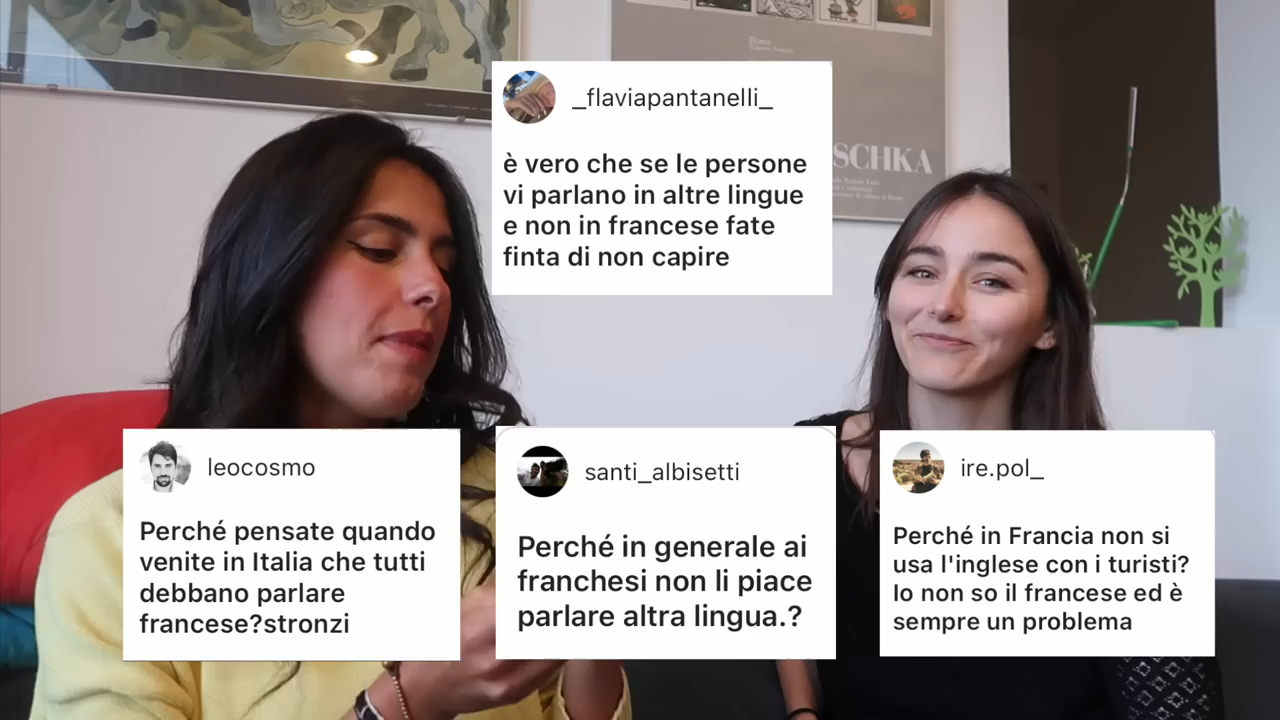 _flaviapantanelli_
è vero che se le persone
vi parlano in altre lingue
e non in francese fate
finta di non capire
SCHKA
leocosmo
Perché pensate quando
venite in Italia che tutti
debbano parlare
francese?stronzi
santi_albisetti
Perché in generale ai
franchesi non li piace
parlare altra lingua.?
ire.pol_
Perché in Francia non si
usa l'inglese con i turisti?
Io non so il francese ed è
sempre un problema